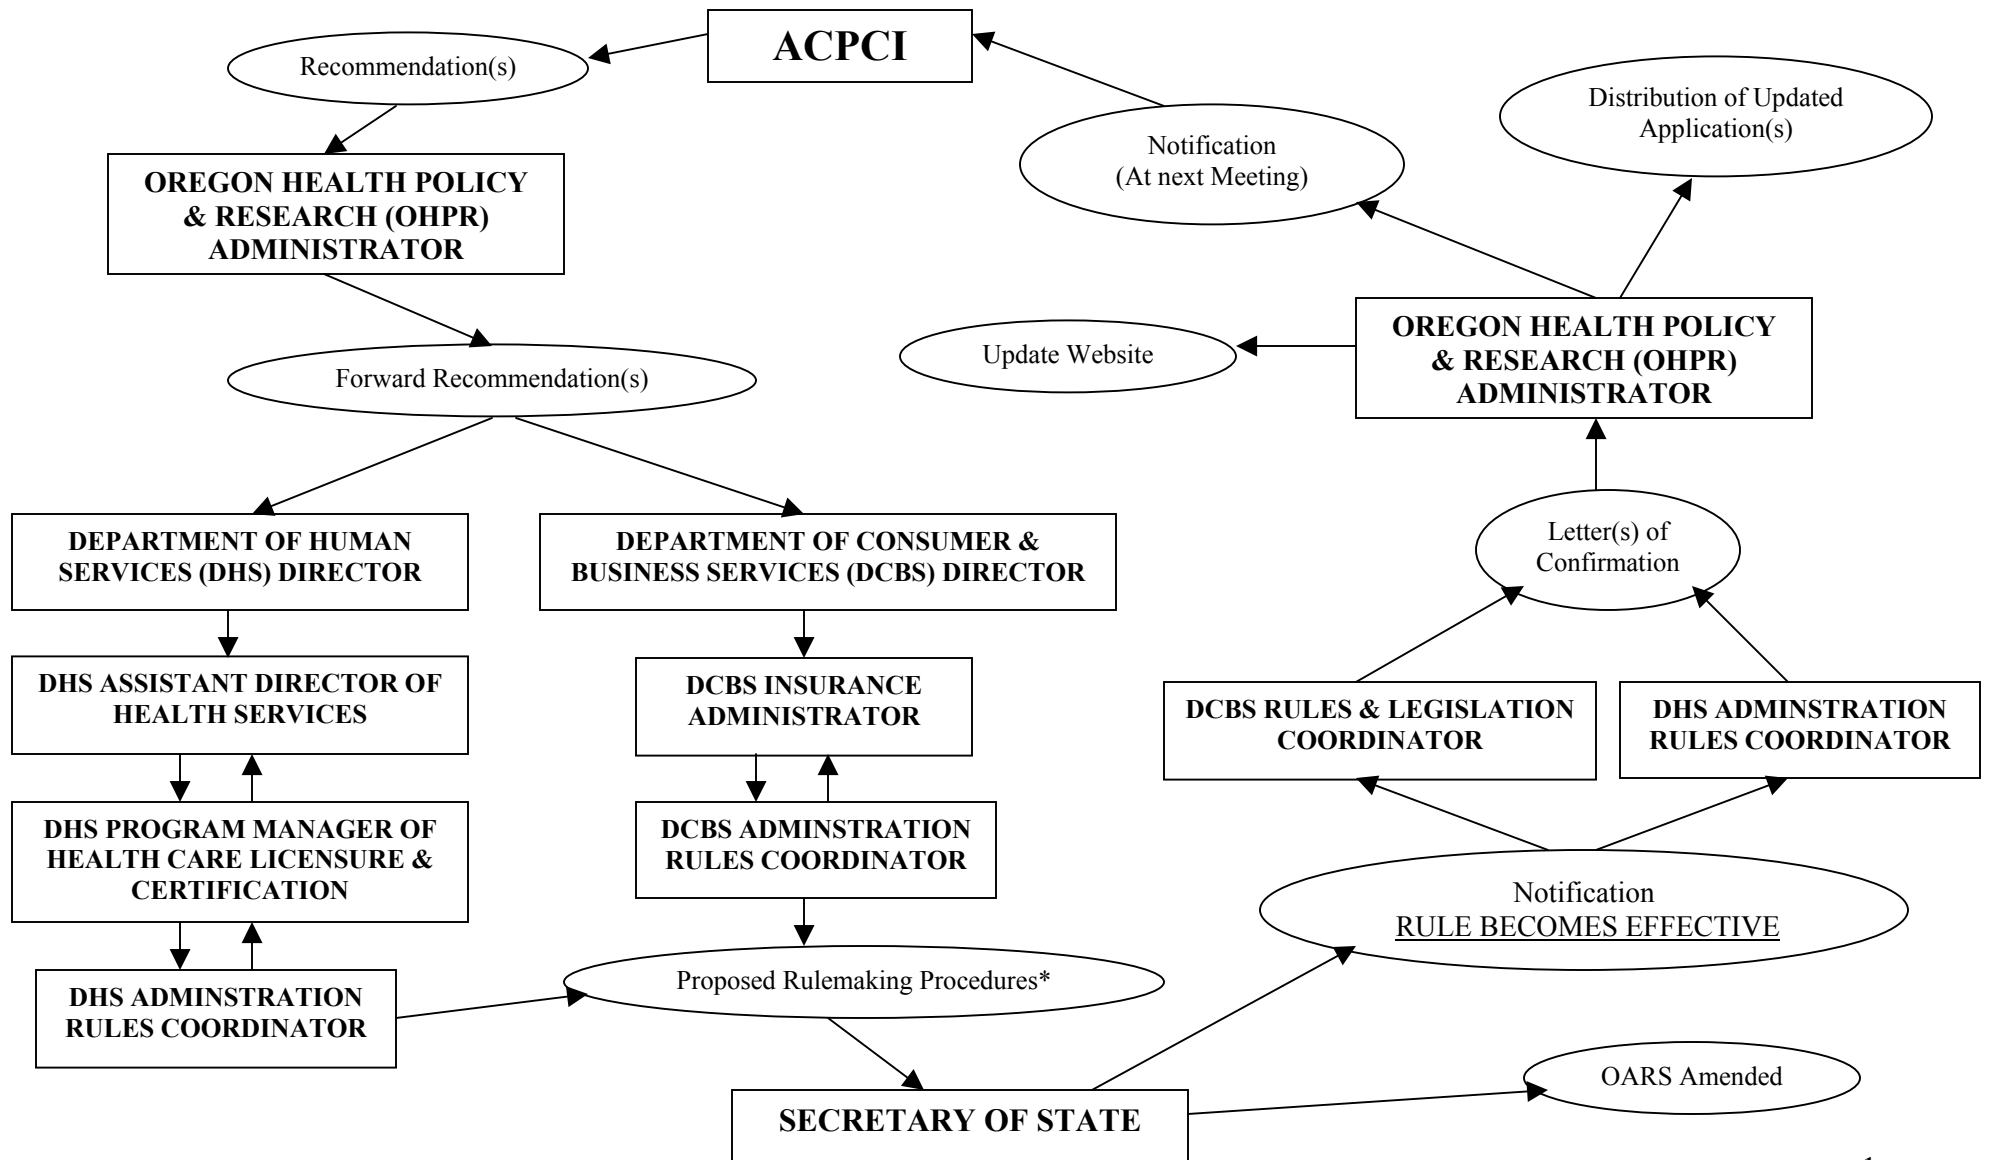 ACPCI
Recommendation(s)
Distribution of Updated
Application(s)
Notification
(At next Meeting)
OREGON HEALTH POLICY
& RESEARCH (OHPR)
ADMINISTRATOR
OREGON HEALTH POLICY
& RESEARCH (OHPR)
ADMINISTRATOR
Update Website
Forward Recommendation(s)
DEPARTMENT OF HUMAN
SERVICES (DHS) DIRECTOR
DEPARTMENT OF CONSUMER &
BUSINESS SERVICES (DCBS) DIRECTOR
Letter(s) of
Confirmation
DHS ASSISTANT DIRECTOR OF
HEALTH SERVICES
DCBS INSURANCE
ADMINISTRATOR
DCBS RULES & LEGISLATION
COORDINATOR
DHS ADMINSTRATION
RULES COORDINATOR
DHS PROGRAM MANAGER OF
HEALTH CARE LICENSURE &
CERTIFICATION
DCBS ADMINSTRATION
RULES COORDINATOR
Notification
RULE BECOMES EFFECTIVE
DHS ADMINSTRATION
RULES COORDINATOR
Proposed Rulemaking Procedures*
OARS Amended
SECRETARY OF STATE